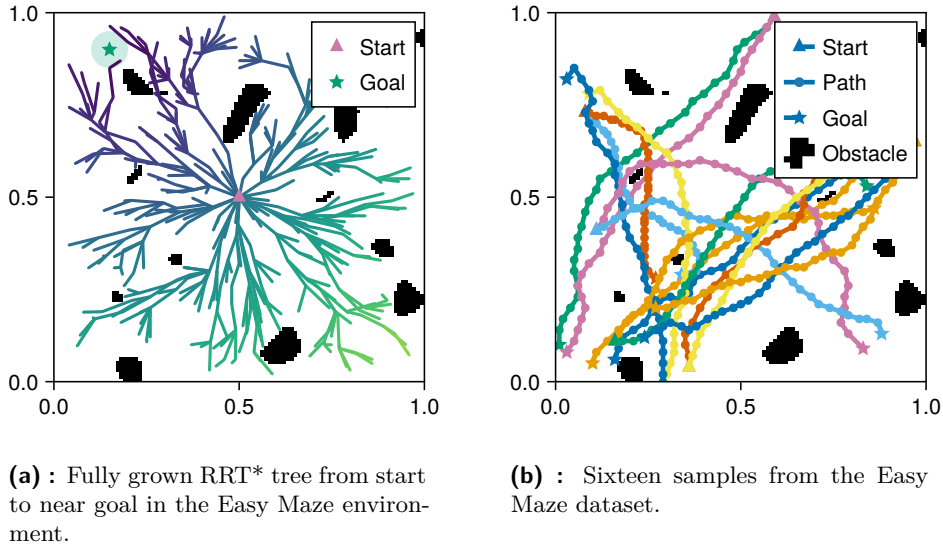 1.0
0.5
0.0
0.0
0.5
1.0
Start
Goal
1.0
0.5
0.0
0.0
0.5
1.0
Start
Path
Goal
Obstacle
(a) : Fully grown RRT* tree from start
to near goal in the Easy Maze environ-
ment.
(b) : Sixteen samples from the Easy
Maze dataset.